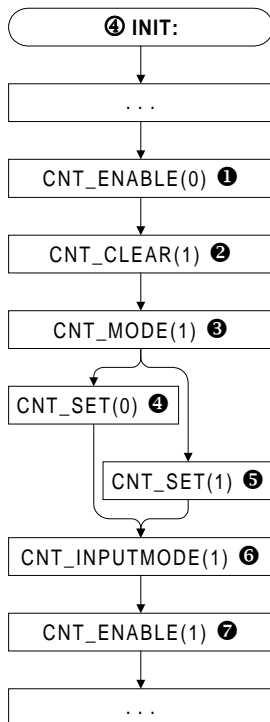 ④ INIT:
...
CNT_ENABLE(0) ❶
CNT_CLEAR(1) ❷
CNT_MODE(1) ❸
CNT_SET(0) ❹
CNT_SET(1) ❺
CNT_INPUTMODE(1) ❻
CNT_ENABLE(1) ❼
...